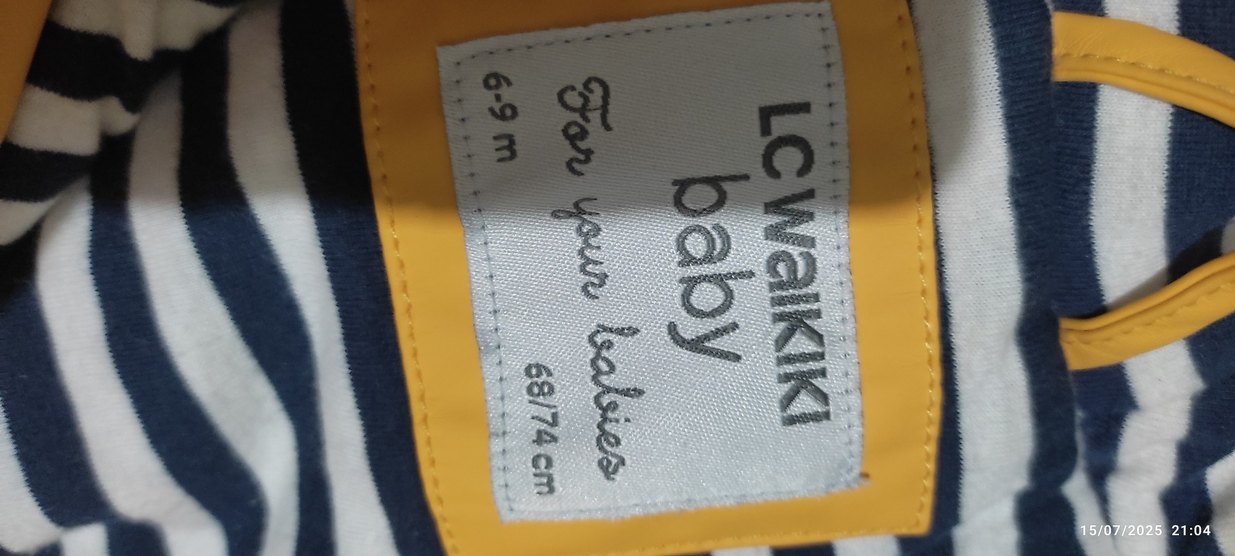 LC WAIKIKI
baby
For your babies
6-9 m 68/74 cm
15/07/2025 21:04